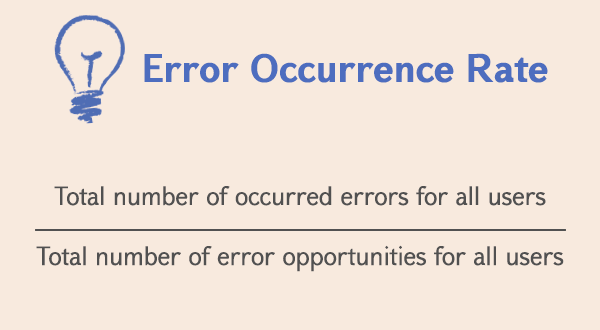 Error Occurrence Rate
Total number of occurred errors for all users
Total number of error opportunities for all users